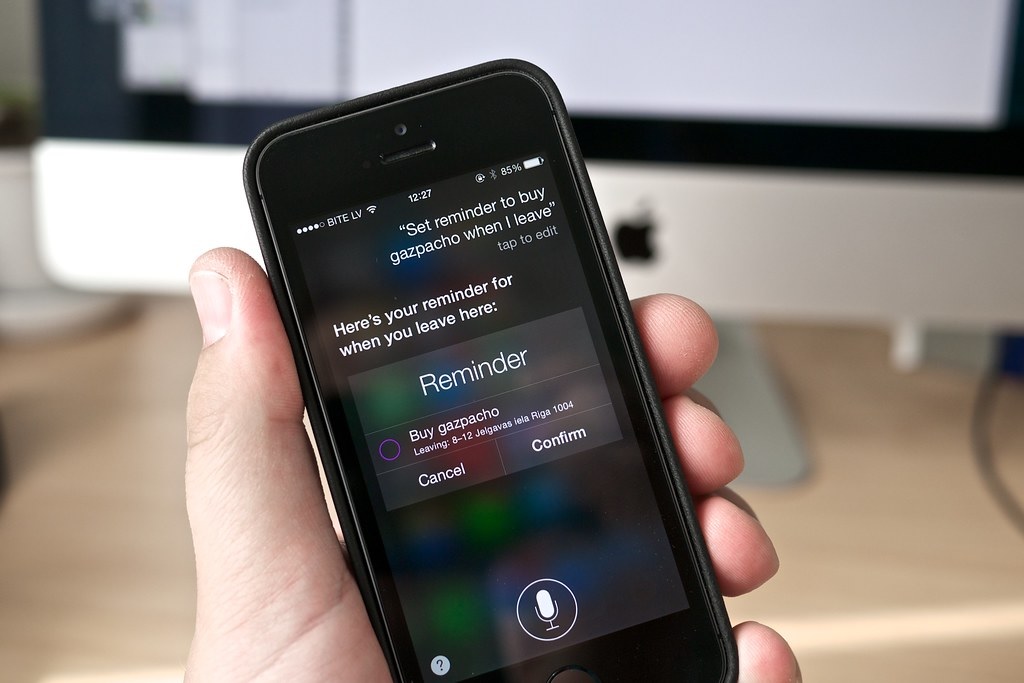 BITE LV 12:27 85%
“Set reminder to buy
gazpacho when I leave”
tap to edit
Here's your reminder for
when you leave here:
Reminder
Buy gazpacho
Leaving: 8–12 Jelgavas iela Riga 1004
Cancel Confirm
?